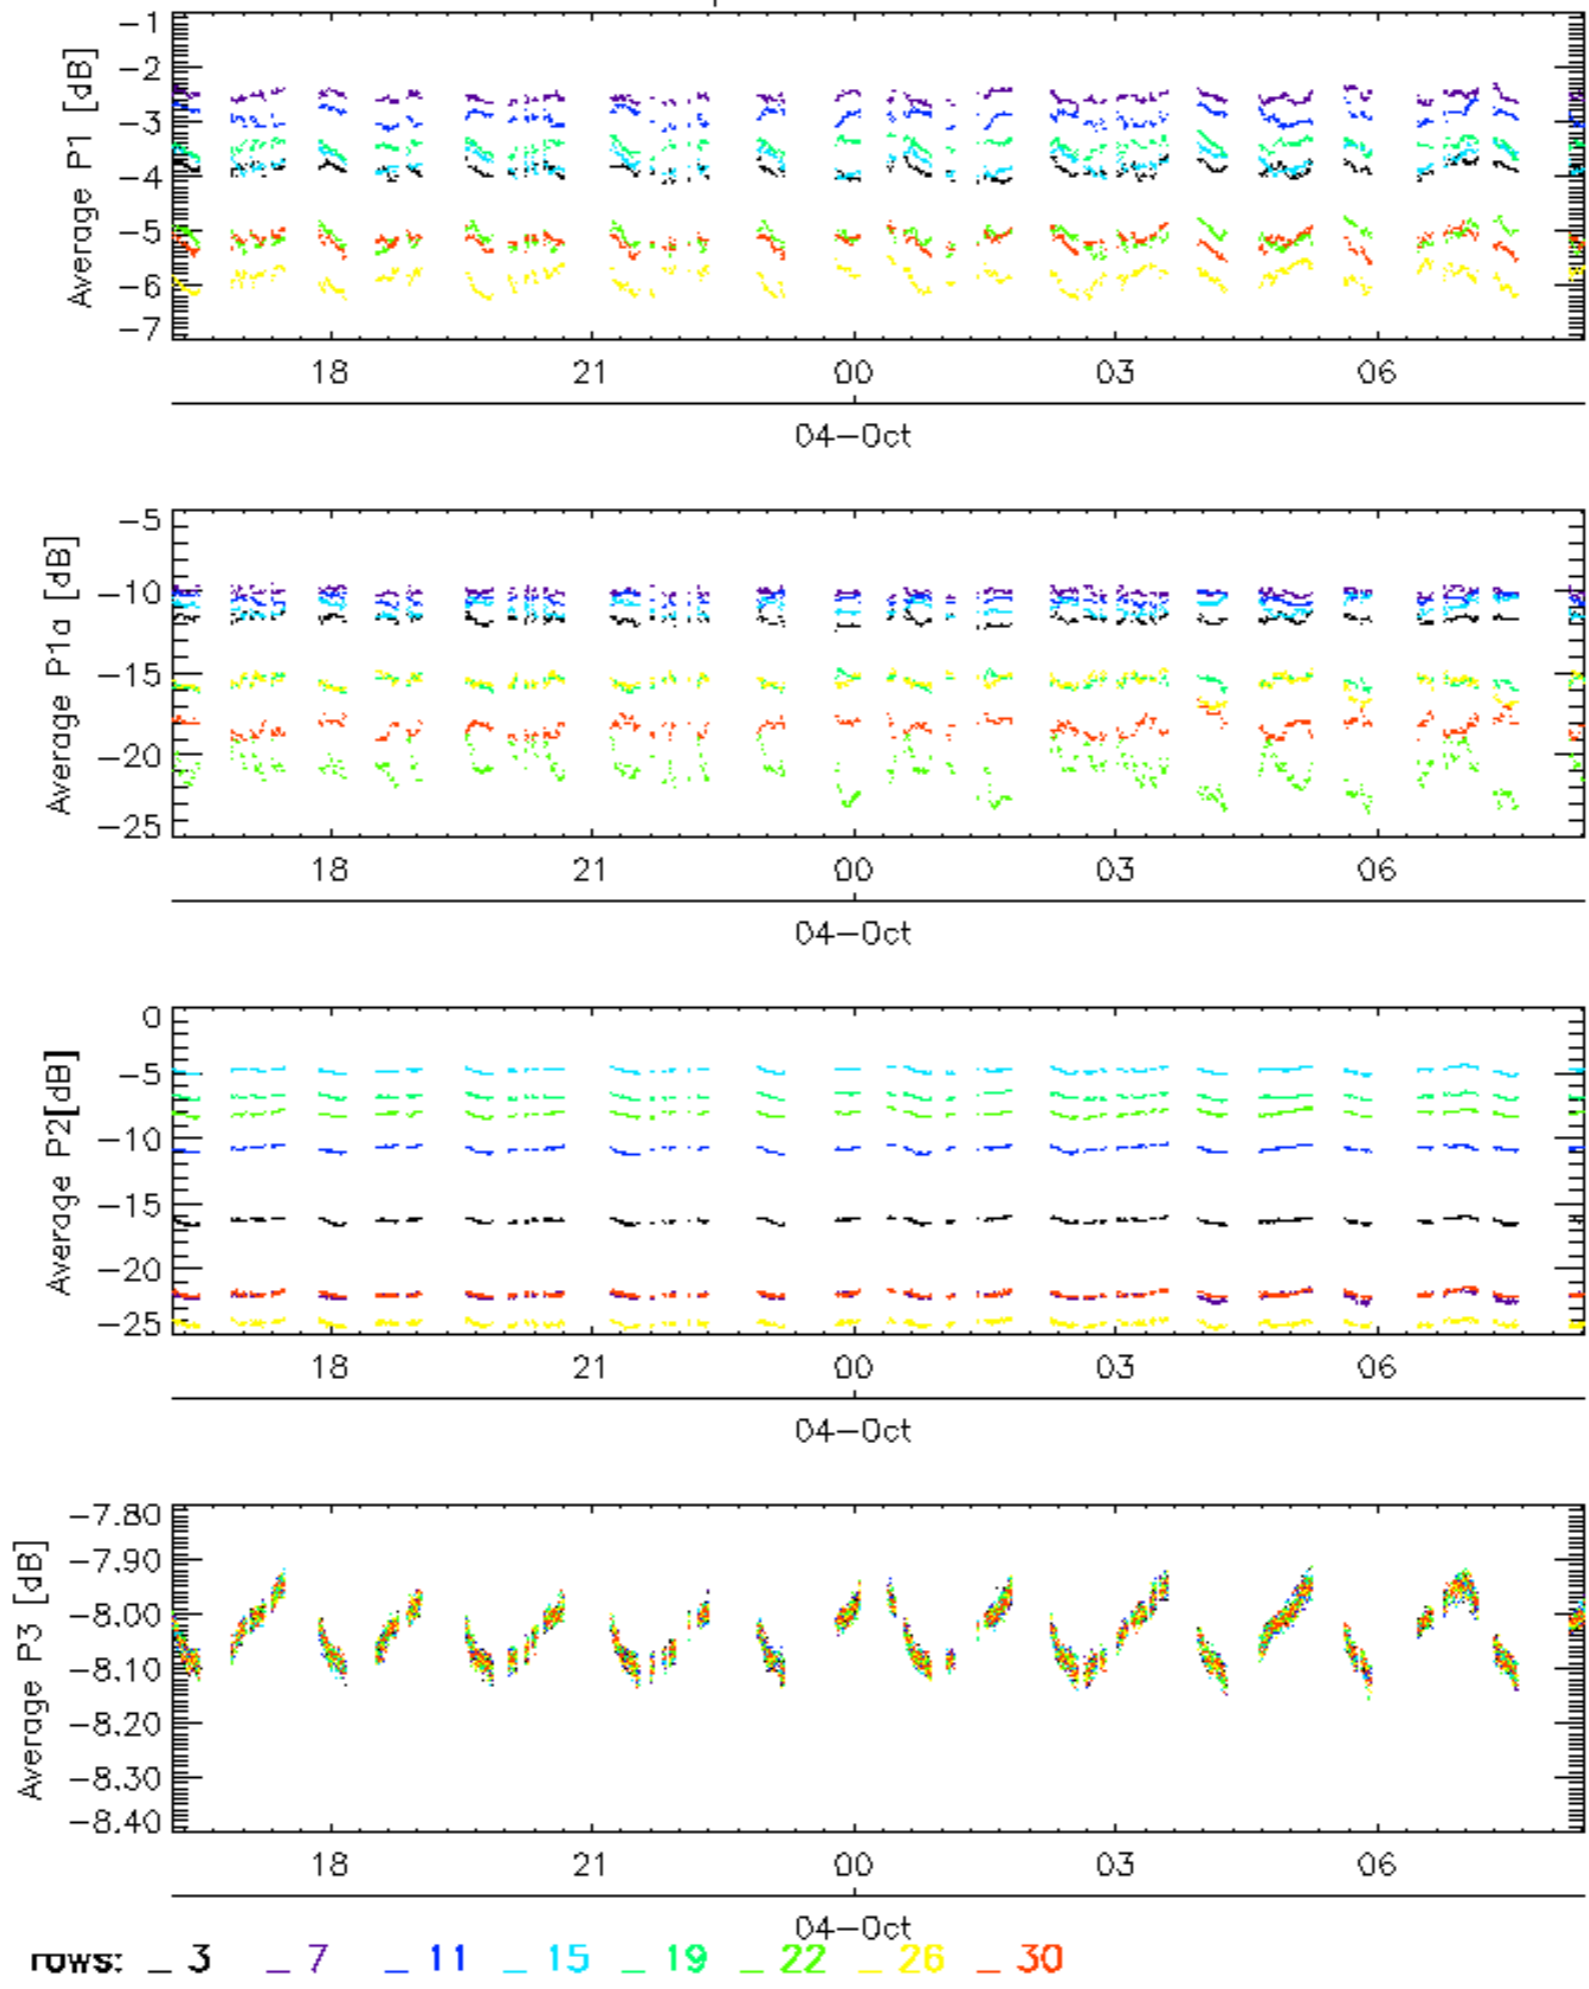 Average P1 [dB]
-1
-2
-3
-4
-5
-6
-7
18 21 00 03 06
04-Oct
Average P1a [dB]
-5
-10
-15
-20
-25
18 21 00 03 06
04-Oct
Average P2[dB]
0
-5
-10
-15
-20
-25
18 21 00 03 06
04-Oct
Average P3 [dB]
-7.80
-7.90
-8.00
-8.10
-8.20
-8.30
-8.40
18 21 00 03 06
04-Oct
rows: _ 3 _ 7 _ 11 _ 15 _ 19 _ 22 _ 26 _ 30